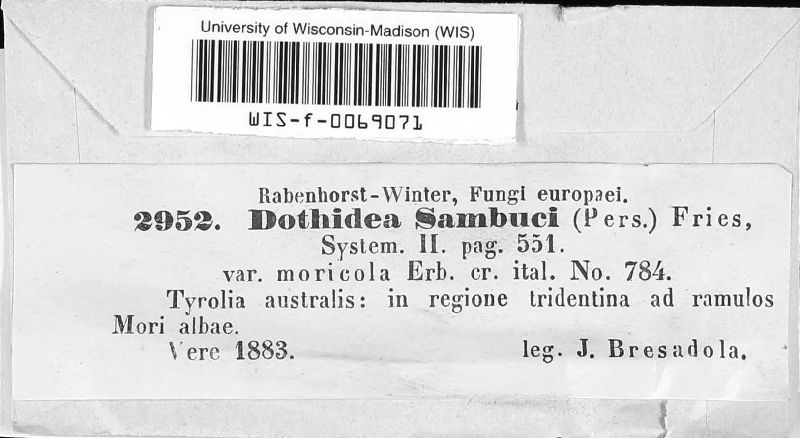 University of Wisconsin-Madison (WIS)
WIS-f-0069071
Rabenhorst-Winter, Fungi europaei.
2952. Dothidea Sambuci (Pers.) Fries,
System. II. pag. 551.
var. moricola Erb. cr. ital. No. 784.
Tyrolia australis: in regione tridentina ad ramulos
Mori albae.
Vere 1883. leg. J. Bresadola.